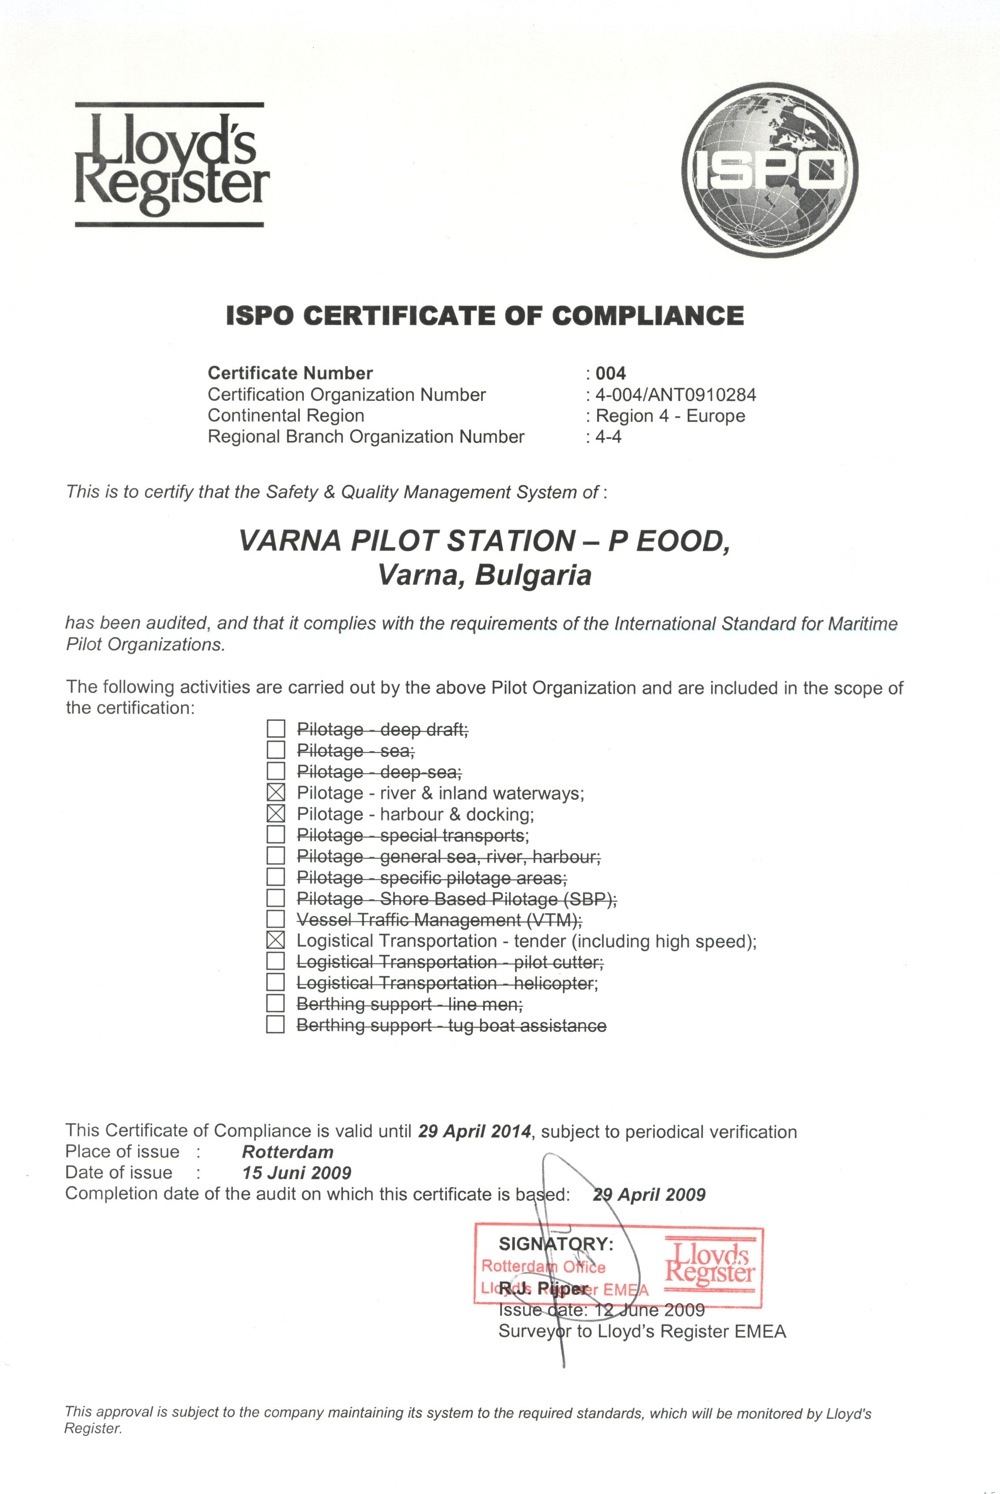 Lloyd's
Register
ISPO
ISPO CERTIFICATE OF COMPLIANCE
Certificate Number : 004
Certification Organization Number : 4-004/ANT0910284
Continental Region : Region 4 - Europe
Regional Branch Organization Number : 4-4
This is to certify that the Safety & Quality Management System of :
VARNA PILOT STATION – P EOOD,
Varna, Bulgaria
has been audited, and that it complies with the requirements of the International Standard for Maritime
Pilot Organizations.
The following activities are carried out by the above Pilot Organization and are included in the scope of
the certification:
☐ Pilotage - deep draft;
☐ Pilotage - sea;
☐ Pilotage - deep-sea;
☒ Pilotage - river & inland waterways;
☒ Pilotage - harbour & docking;
☐ Pilotage - special transports;
☐ Pilotage - general sea, river, harbour;
☐ Pilotage - specific pilotage areas;
☐ Pilotage - Shore Based Pilotage (SBP);
☐ Vessel Traffic Management (VTM);
☒ Logistical Transportation - tender (including high speed);
☐ Logistical Transportation - pilot cutter;
☐ Logistical Transportation - helicopter;
☐ Berthing support - line men;
☐ Berthing support - tug boat assistance
This Certificate of Compliance is valid until 29 April 2014, subject to periodical verification
Place of issue : Rotterdam
Date of issue : 15 Juni 2009
Completion date of the audit on which this certificate is based: 29 April 2009
SIGNATORY:
Rotterdam Office
Lloyd's Register EMEA
Lloyd's
Register
R.J. Pijper
Issue date: 12 June 2009
Surveyor to Lloyd's Register EMEA
This approval is subject to the company maintaining its system to the required standards, which will be monitored by Lloyd's
Register.